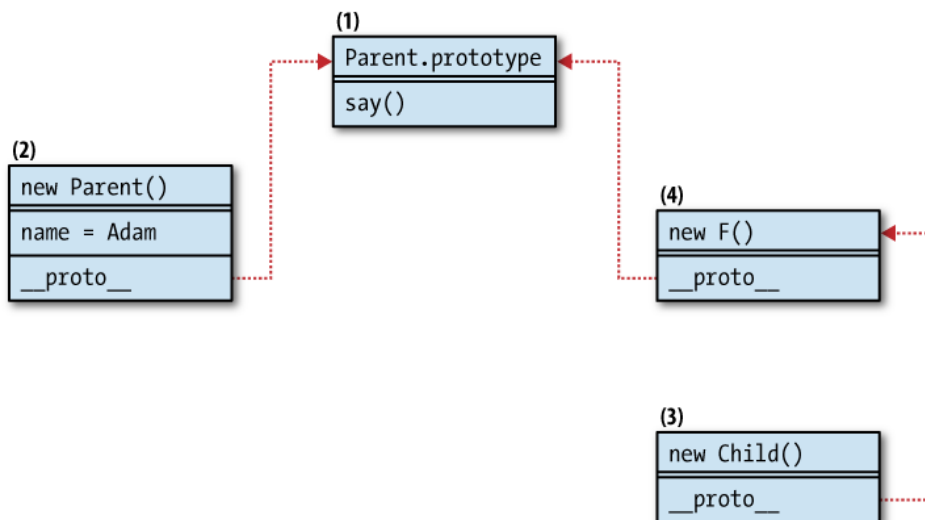 (1)
Parent.prototype
say()
(2)
new Parent()
name = Adam
__proto__
(4)
new F()
__proto__
(3)
new Child()
__proto__